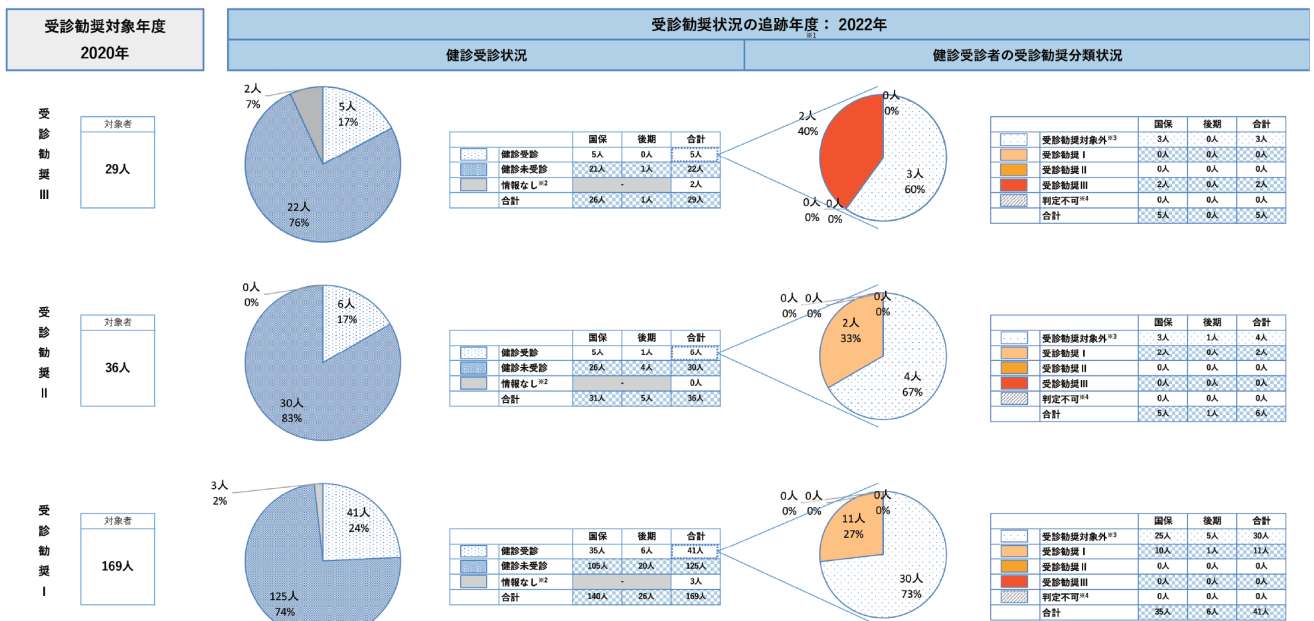 受診勧奨対象年度
2020年
受診勧奨状況の追跡年度： 2022年
※1
健診受診状況
健診受診者の受診勧奨分類状況
受診勧奨Ⅲ
対象者
29人
2人
7%
5人
17%
22人
76%
国保 後期 合計
健診受診 5人 0人 5人
健診未受診 21人 1人 22人
情報なし※2 - 2人
合計 26人 1人 29人
0人
0%
2人
40%
3人
60%
0人 0人
0% 0%
国保 後期 合計
受診勧奨対象外※3 3人 0人 3人
受診勧奨Ⅰ 0人 0人 0人
受診勧奨Ⅱ 0人 0人 0人
受診勧奨Ⅲ 2人 0人 2人
判定不可※4 0人 0人 0人
合計 5人 0人 5人
受診勧奨Ⅱ
対象者
36人
0人
0%
6人
17%
30人
83%
国保 後期 合計
健診受診 5人 1人 6人
健診未受診 26人 4人 30人
情報なし※2 - 0人
合計 31人 5人 36人
0人 0人 0人
0% 0% 0%
2人
33%
4人
67%
国保 後期 合計
受診勧奨対象外※3 3人 1人 4人
受診勧奨Ⅰ 2人 0人 2人
受診勧奨Ⅱ 0人 0人 0人
受診勧奨Ⅲ 0人 0人 0人
判定不可※4 0人 0人 0人
合計 5人 1人 6人
受診勧奨Ⅰ
対象者
169人
3人
2%
41人
24%
125人
74%
国保 後期 合計
健診受診 35人 6人 41人
健診未受診 105人 20人 125人
情報なし※2 - 3人
合計 140人 26人 169人
0人 0人 0人
0% 0% 0%
11人
27%
30人
73%
国保 後期 合計
受診勧奨対象外※3 25人 5人 30人
受診勧奨Ⅰ 10人 1人 11人
受診勧奨Ⅱ 0人 0人 0人
受診勧奨Ⅲ 0人 0人 0人
判定不可※4 0人 0人 0人
合計 35人 6人 41人